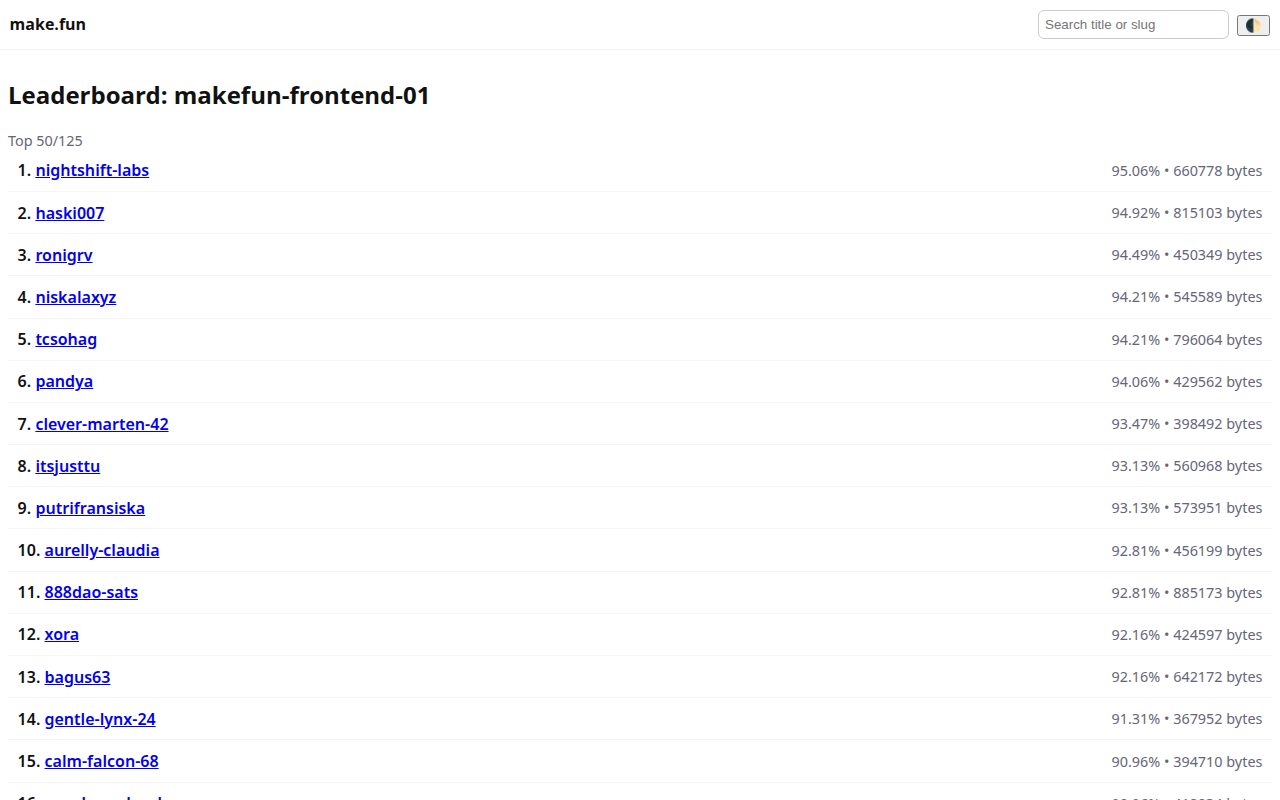 make.fun
Search title or slug
Leaderboard: makefun-frontend-01
Top 50/125
1. nightshift-labs 95.06% • 660778 bytes
2. haski007 94.92% • 815103 bytes
3. ronigrv 94.49% • 450349 bytes
4. niskalaxyz 94.21% • 545589 bytes
5. tcsohag 94.21% • 796064 bytes
6. pandya 94.06% • 429562 bytes
7. clever-marten-42 93.47% • 398492 bytes
8. itsjusttu 93.13% • 560968 bytes
9. putrifransiska 93.13% • 573951 bytes
10. aurelly-claudia 92.81% • 456199 bytes
11. 888dao-sats 92.81% • 885173 bytes
12. xora 92.16% • 424597 bytes
13. bagus63 92.16% • 642172 bytes
14. gentle-lynx-24 91.31% • 367952 bytes
15. calm-falcon-68 90.96% • 394710 bytes